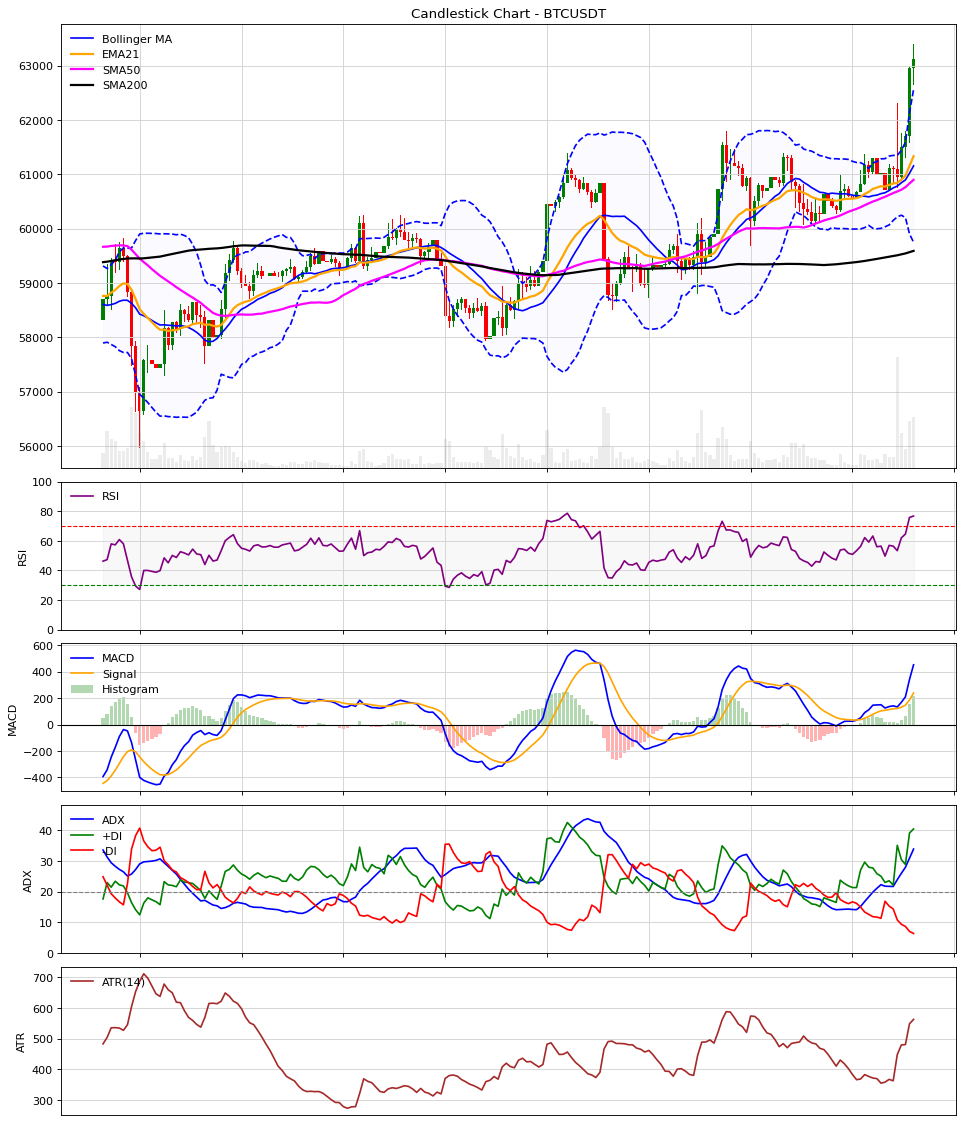 Candlestick Chart - BTCUSDT
Bollinger MA
EMA21
SMA50
SMA200
63000
62000
61000
60000
59000
58000
57000
56000
RSI
RSI
100
80
60
40
20
0
MACD
Signal
Histogram
MACD
600
400
200
0
−200
−400
ADX
+DI
-DI
ADX
40
30
20
10
0
ATR(14)
ATR
700
600
500
400
300